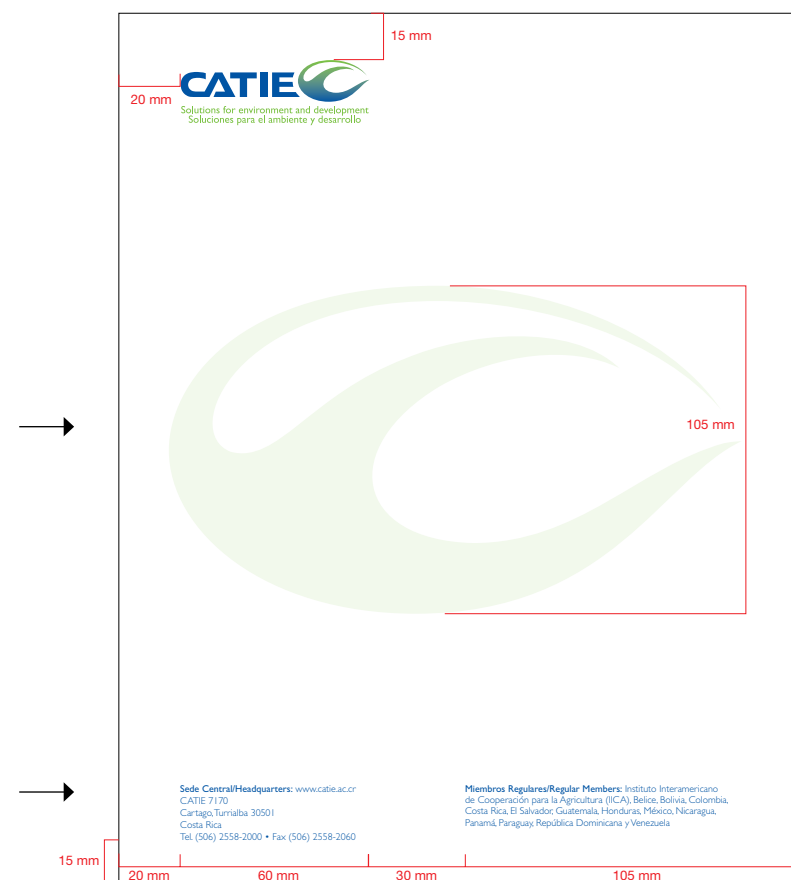 15 mm
CATIE
20 mm
Solutions for environment and development
Soluciones para el ambiente y desarrollo
105 mm
Sede Central/Headquarters: www.catie.ac.cr
CATIE 7170
Cartago, Turrialba 30501
Costa Rica
Tel. (506) 2558-2000 • Fax (506) 2558-2060
Miembros Regulares/Regular Members: Instituto Interamericano
de Cooperación para la Agricultura (IICA), Belice, Bolivia, Colombia,
Costa Rica, El Salvador, Guatemala, Honduras, México, Nicaragua,
Panamá, Paraguay, República Dominicana y Venezuela
15 mm
20 mm 60 mm 30 mm 105 mm